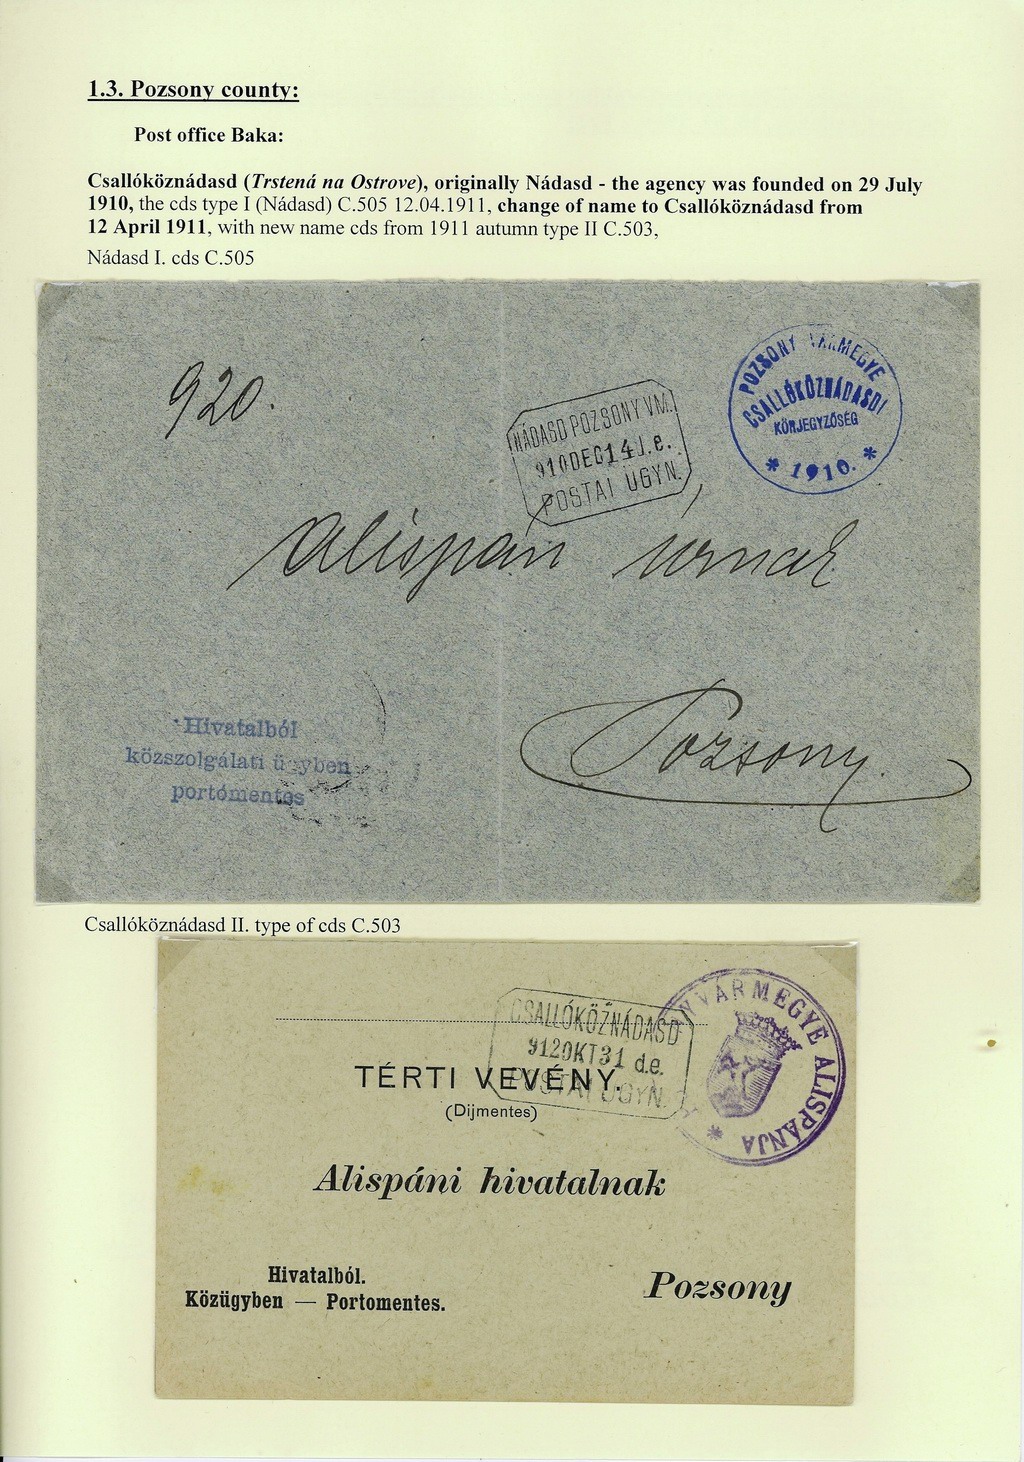 1.3. Pozsony county:
Post office Baka:
Csallóköznádasd (Trstená na Ostrove), originally Nádasd - the agency was founded on 29 July
1910, the cds type I (Nádasd) C.505 12.04.1911, change of name to Csallóköznádasd from
12 April 1911, with new name cds from 1911 autumn type II C.503,
Nádasd I. cds C.505
920.
NÁDASD POZSONY VM.
910DEC14 d.e.
POSTAI ÜGYN.
POZSONY VÁRMEGYE
CSALLÓKÖZNÁDASDI
KÖRJEGYZŐSÉG
* 1910. *
Alispán úrnak
Pozsony.
Hivatalból
közszolgálati ügyben
portómentes
Csallóköznádasd II. type of cds C.503
CSALLÓKÖZNÁDASD
912OKT31 d.e.
POSTAI ÜGYN.
VÁRMEGYE ALISPÁNJA *
TÉRTI VEVÉNY.
(Dijmentes)
Alispáni hivatalnak
Hivatalból.
Közügyben — Portomentes.
Pozsony